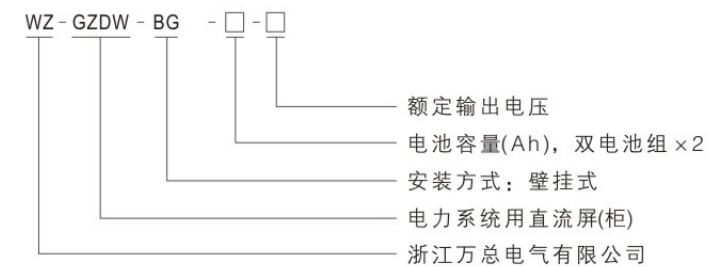 WZ-GZDW-BG -□-□
额定输出电压
电池容量(Ah)，双电池组×2
安装方式：壁挂式
电力系统用直流屏(柜)
浙江万总电气有限公司